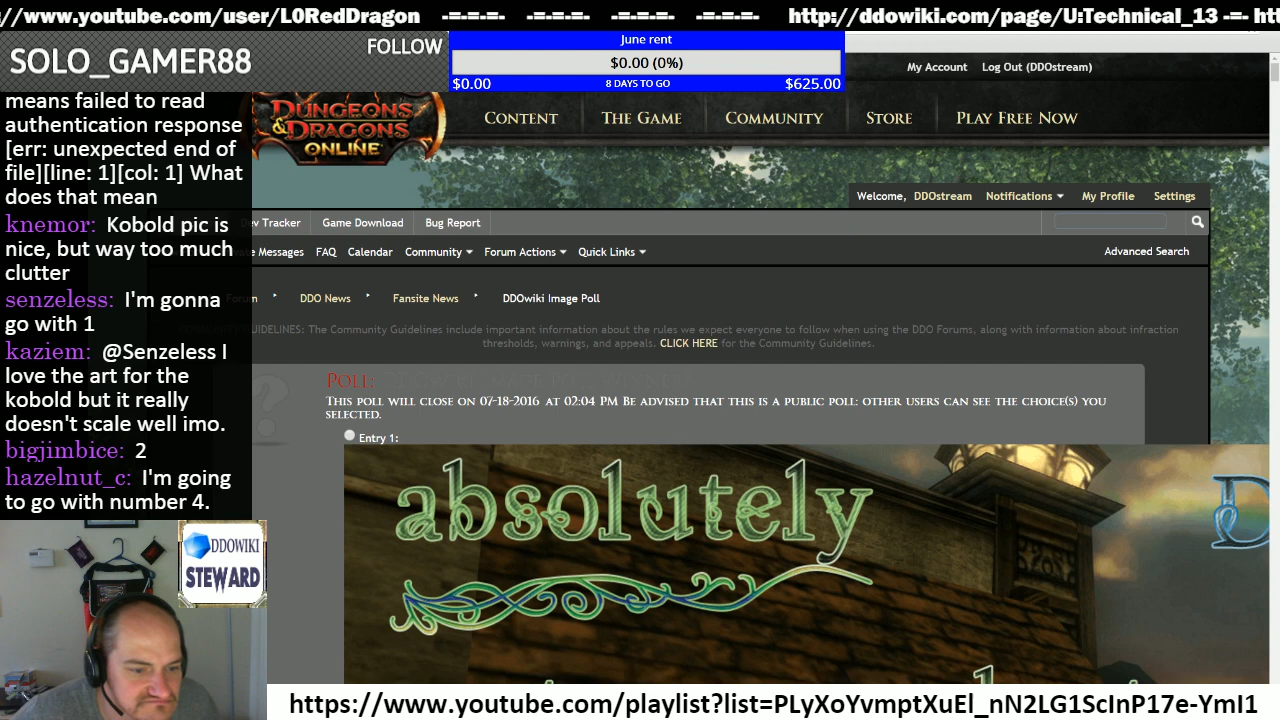 //www.youtube.com/user/L0RedDragon -=-=-=- -=-=-=- -=-=-=- -=-=-=- http://ddowiki.com/page/U:Technical_13 -=-
SOLO_GAMER88
FOLLOW
June rent
$0.00 (0%)
$0.00 8 DAYS TO GO $625.00
My Account Log Out (DDOstream)
DUNGEONS & DRAGONS ONLINE
CONTENT THE GAME COMMUNITY STORE PLAY FREE NOW
means failed to read
authentication response
[err: unexpected end of
file][line: 1][col: 1] What
does that mean
knemor: Kobold pic is
nice, but way too much
clutter
senzeless: I'm gonna
go with 1
kaziem: @Senzeless I
love the art for the
kobold but it really
doesn't scale well imo.
bigjimbice: 2
hazelnut_c: I'm going
to go with number 4.
Welcome, DDOstream Notifications My Profile Settings
Tracker Game Download Bug Report
Messages FAQ Calendar Community Forum Actions Quick Links Advanced Search
DDO News Fansite News DDOwiki Image Poll
GUIDELINES: The Community Guidelines include important information about the rules we expect everyone to follow when using the DDO Forums, along with information about infraction
thresholds, warnings, and appeals. CLICK HERE for the Community Guidelines.
POLL:
THIS POLL WILL CLOSE ON 07-18-2016 AT 02:04 PM BE ADVISED THAT THIS IS A PUBLIC POLL: OTHER USERS CAN SEE THE CHOICE(S) YOU
SELECTED.
Entry 1:
absolutely
D
DDOWIKI
STEWARD
https://www.youtube.com/playlist?list=PLyXoYvmptXuEl_nN2LG1ScInP17e-YmI1